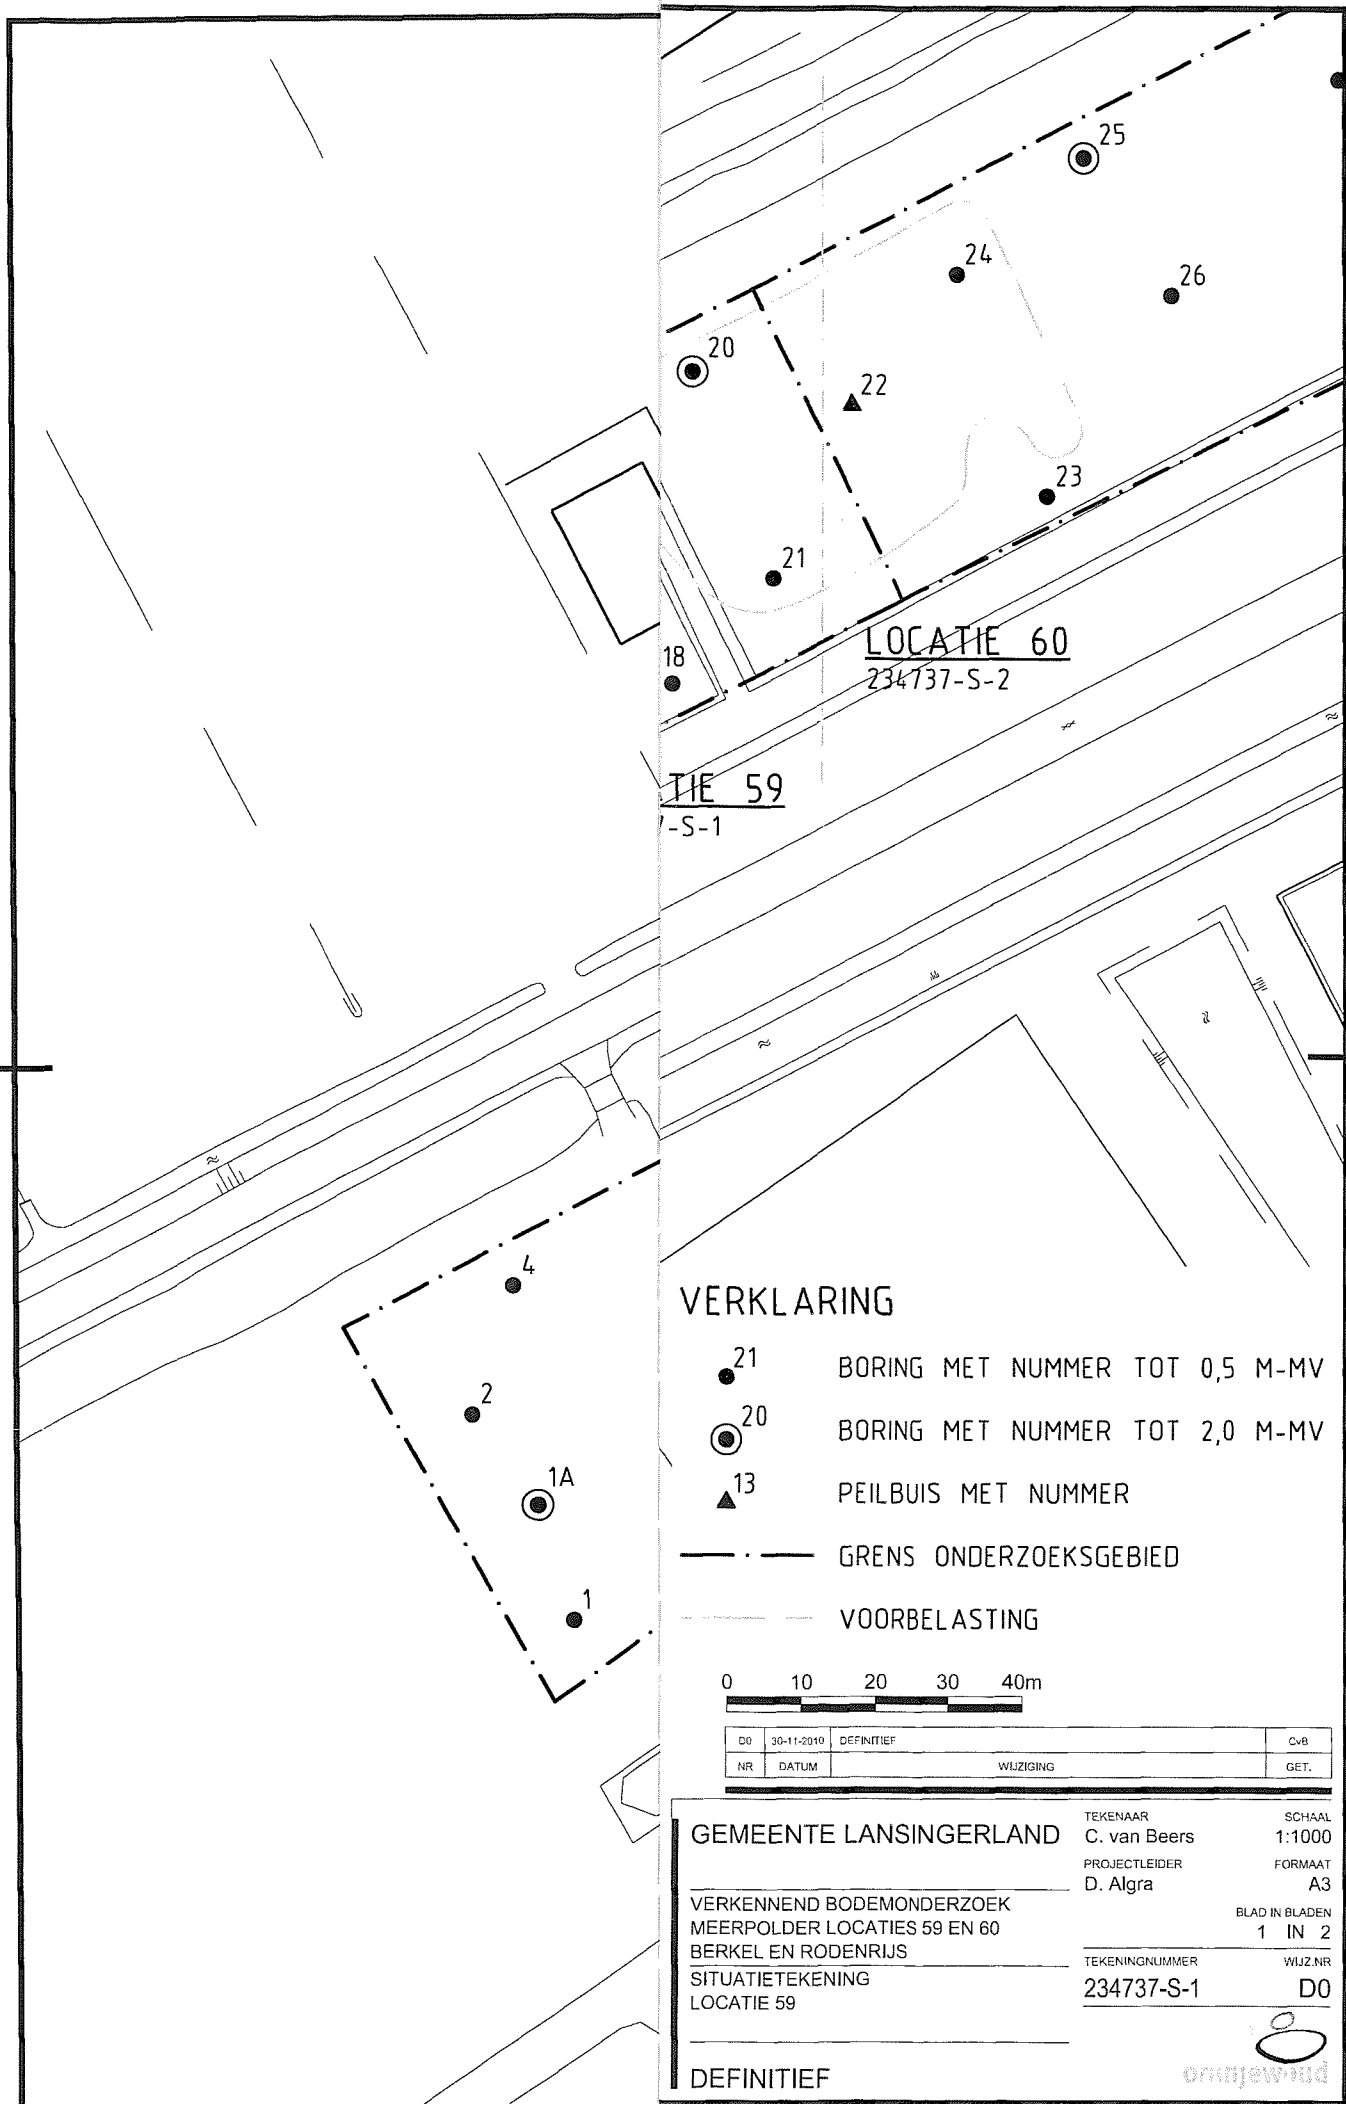 25
24
26
20
22
23
21
LOCATIE 60
234737-S-2
18
TIE 59
-S-1
4
2
1A
1
VERKLARING
21 BORING MET NUMMER TOT 0,5 M-MV
20 BORING MET NUMMER TOT 2,0 M-MV
13 PEILBUIS MET NUMMER
GRENS ONDERZOEKSGEBIED
VOORBELASTING
0 10 20 30 40m
D0 30-11-2010 DEFINITIEF CvB
NR DATUM WIJZIGING GET.
GEMEENTE LANSINGERLAND
VERKENNEND BODEMONDERZOEK
MEERPOLDER LOCATIES 59 EN 60
BERKEL EN RODENRIJS
SITUATIETEKENING
LOCATIE 59
DEFINITIEF
TEKENAAR SCHAAL
C. van Beers 1:1000
PROJECTLEIDER FORMAAT
D. Algra A3
BLAD IN BLADEN
1 IN 2
TEKENINGNUMMER WIJZ.NR
234737-S-1 D0
oranjewoud